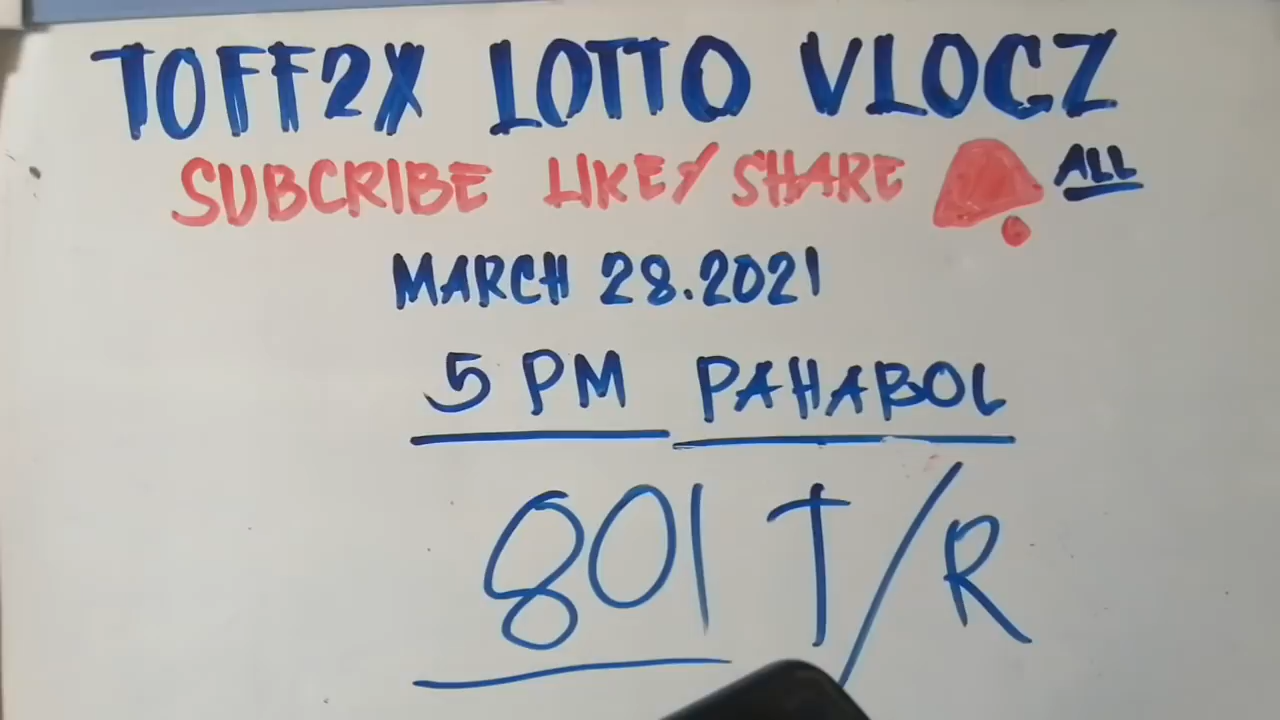 TOFF2X LOTTO VLOGZ
SUBCRIBE LIKE/ SHARE ALL
MARCH 28.2021
5 PM PAHABOL
801 T/R